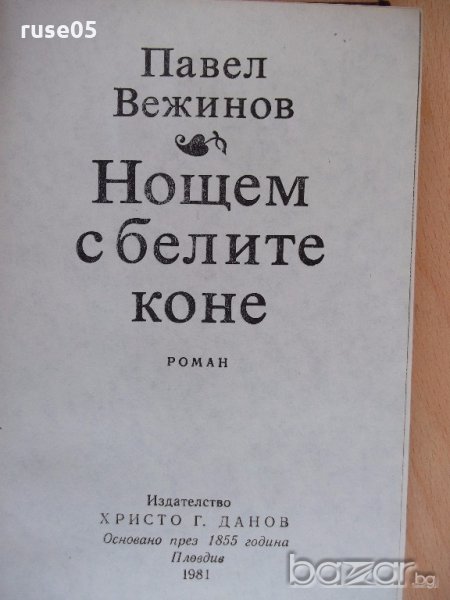 ruse05
Павел
Вежинов
Нощем
с белите
коне
РОМАН
Издателство
ХРИСТО Г. ДАНОВ
Основано през 1855 година
Пловдив
1981
bazar.bg